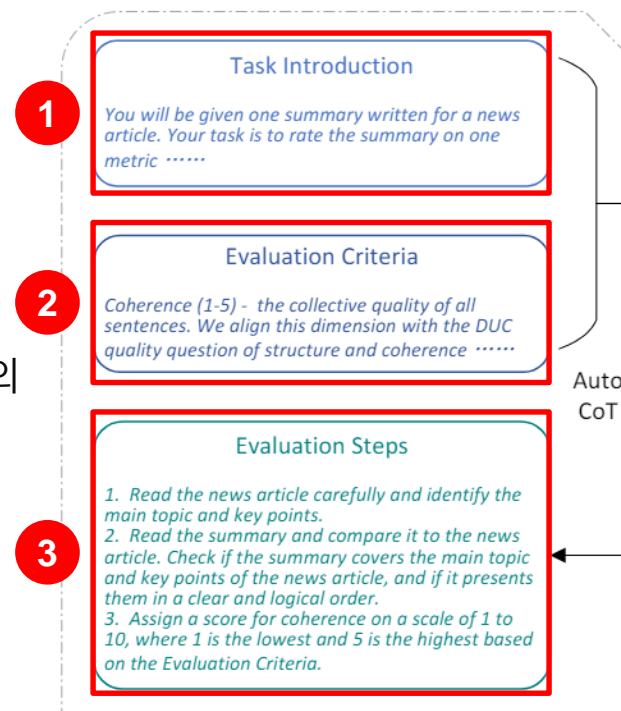 1
Task Introduction
You will be given one summary written for a news
article. Your task is to rate the summary on one
metric ······
2
Evaluation Criteria
Coherence (1-5) - the collective quality of all
sentences. We align this dimension with the DUC
quality question of structure and coherence ······
의
Auto
CoT
3
Evaluation Steps
1. Read the news article carefully and identify the
main topic and key points.
2. Read the summary and compare it to the news
article. Check if the summary covers the main topic
and key points of the news article, and if it presents
them in a clear and logical order.
3. Assign a score for coherence on a scale of 1 to
10, where 1 is the lowest and 5 is the highest based
on the Evaluation Criteria.